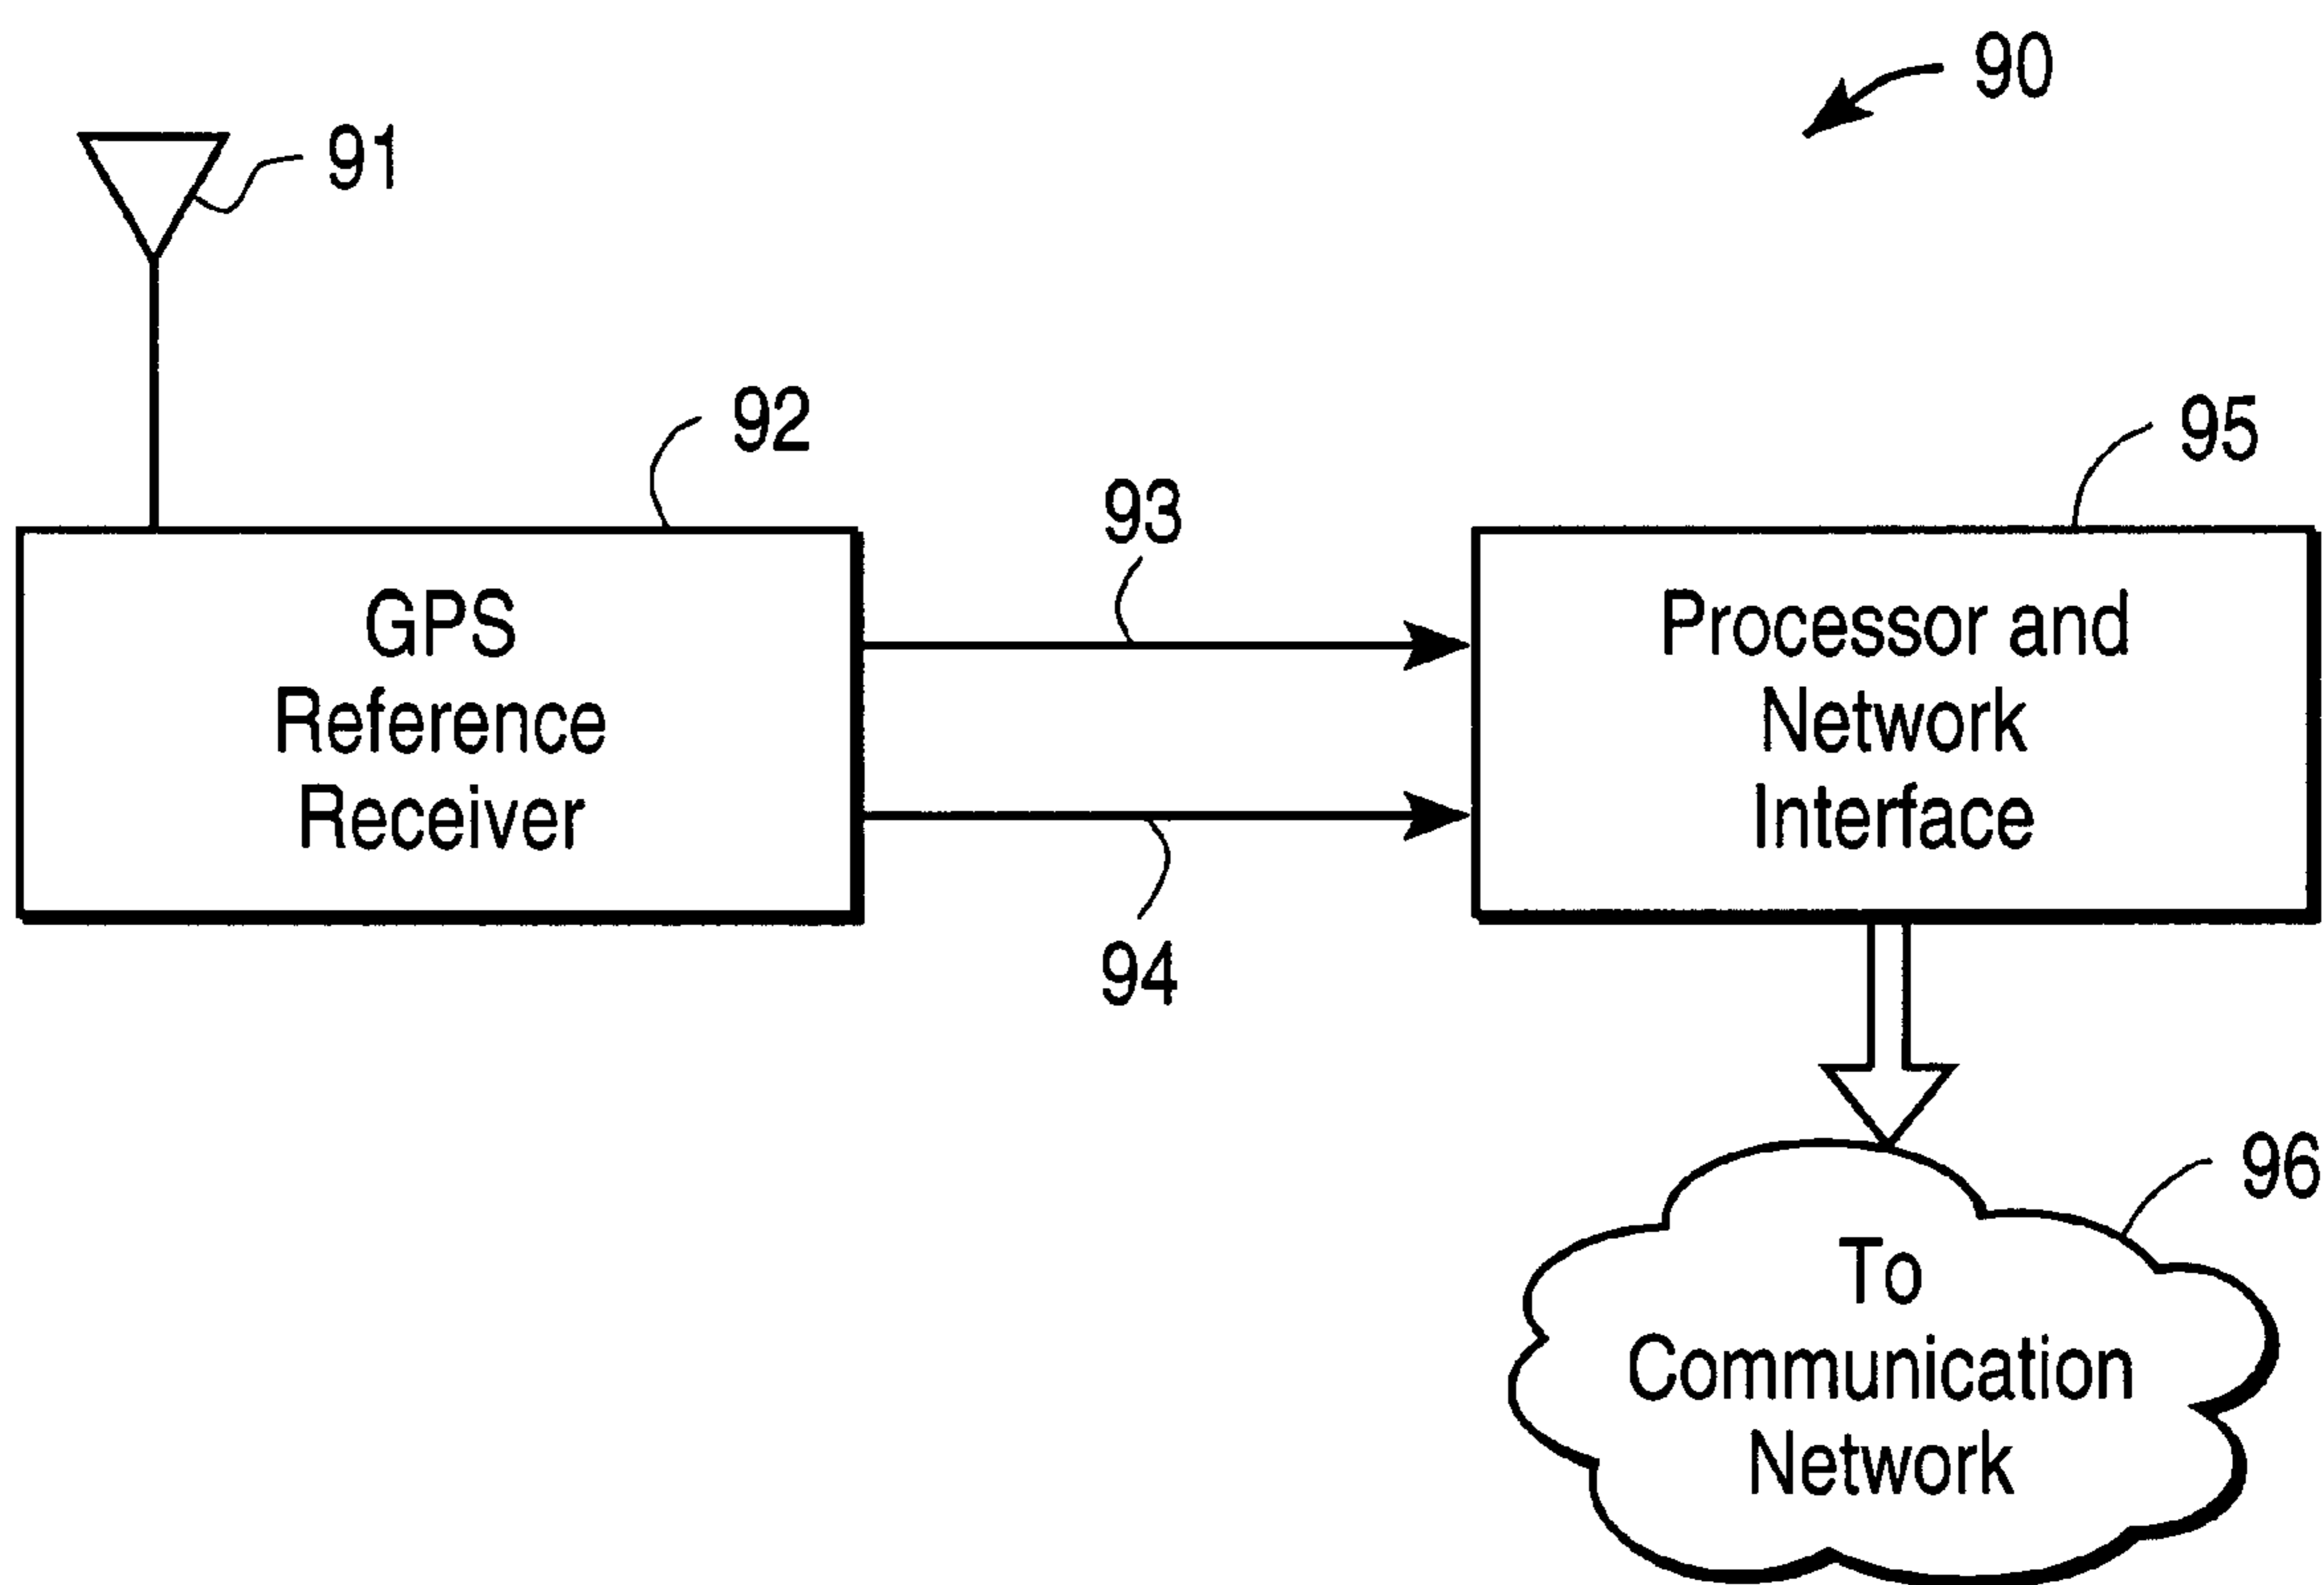 90
91
92
95
93
GPS
Reference
Receiver
Processor and
Network
Interface
94
96
To
Communication
Network